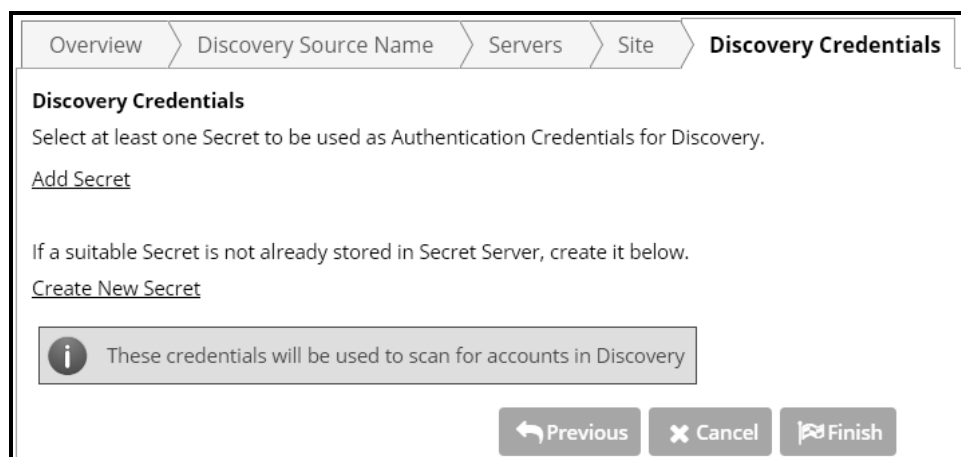 Overview Discovery Source Name Servers Site Discovery Credentials
Discovery Credentials
Select at least one Secret to be used as Authentication Credentials for Discovery.
Add Secret
If a suitable Secret is not already stored in Secret Server, create it below.
Create New Secret
i These credentials will be used to scan for accounts in Discovery
Previous Cancel Finish